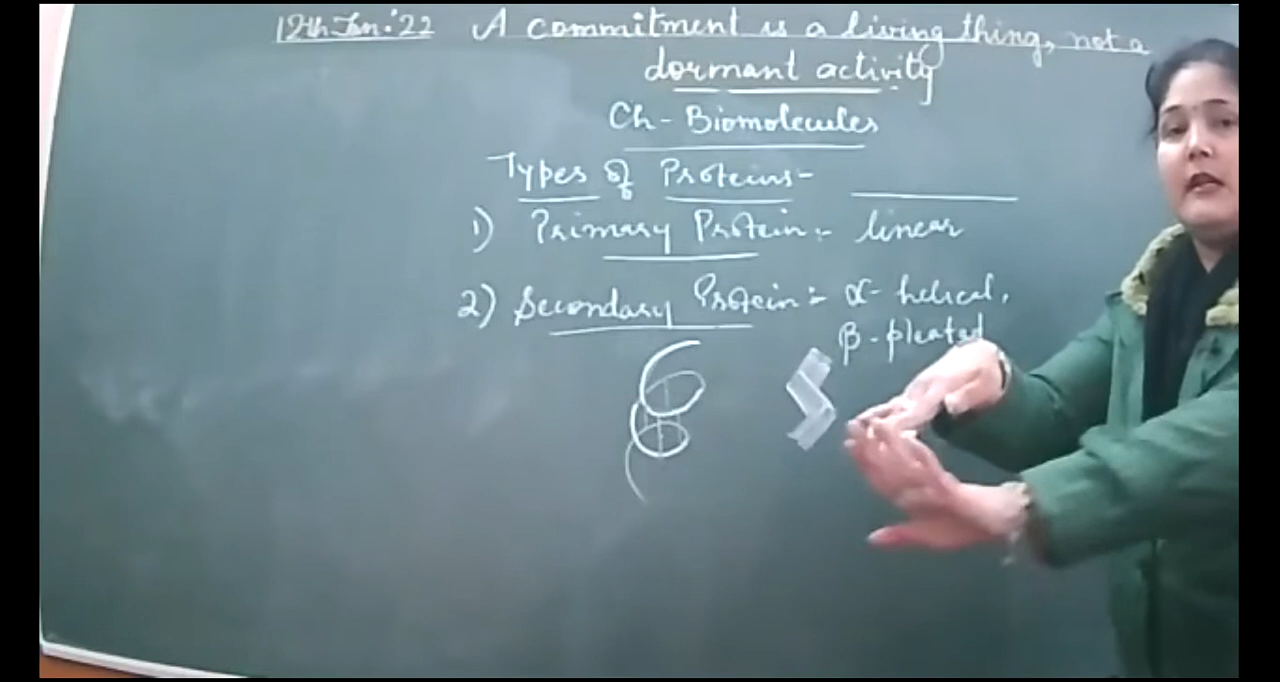 12th Jan.'22 A commitment is a living thing, not a
dormant activity
Ch- Biomolecules
Types of Proteins-
1) Primary Protein:- linear
2) Secondary Protein:- α- helical,
β- pleated